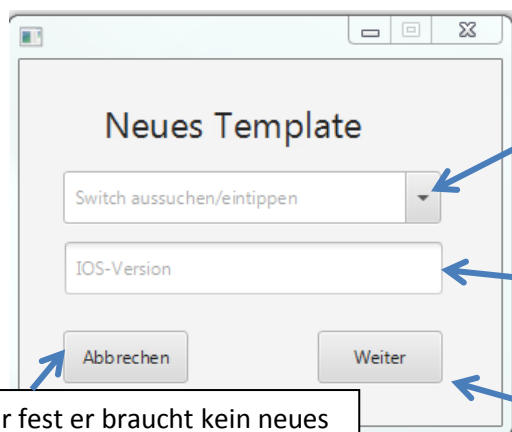 Neues Template
Switch aussuchen/eintippen
IOS-Version
Abbrechen
Weiter
r fest er braucht kein neues